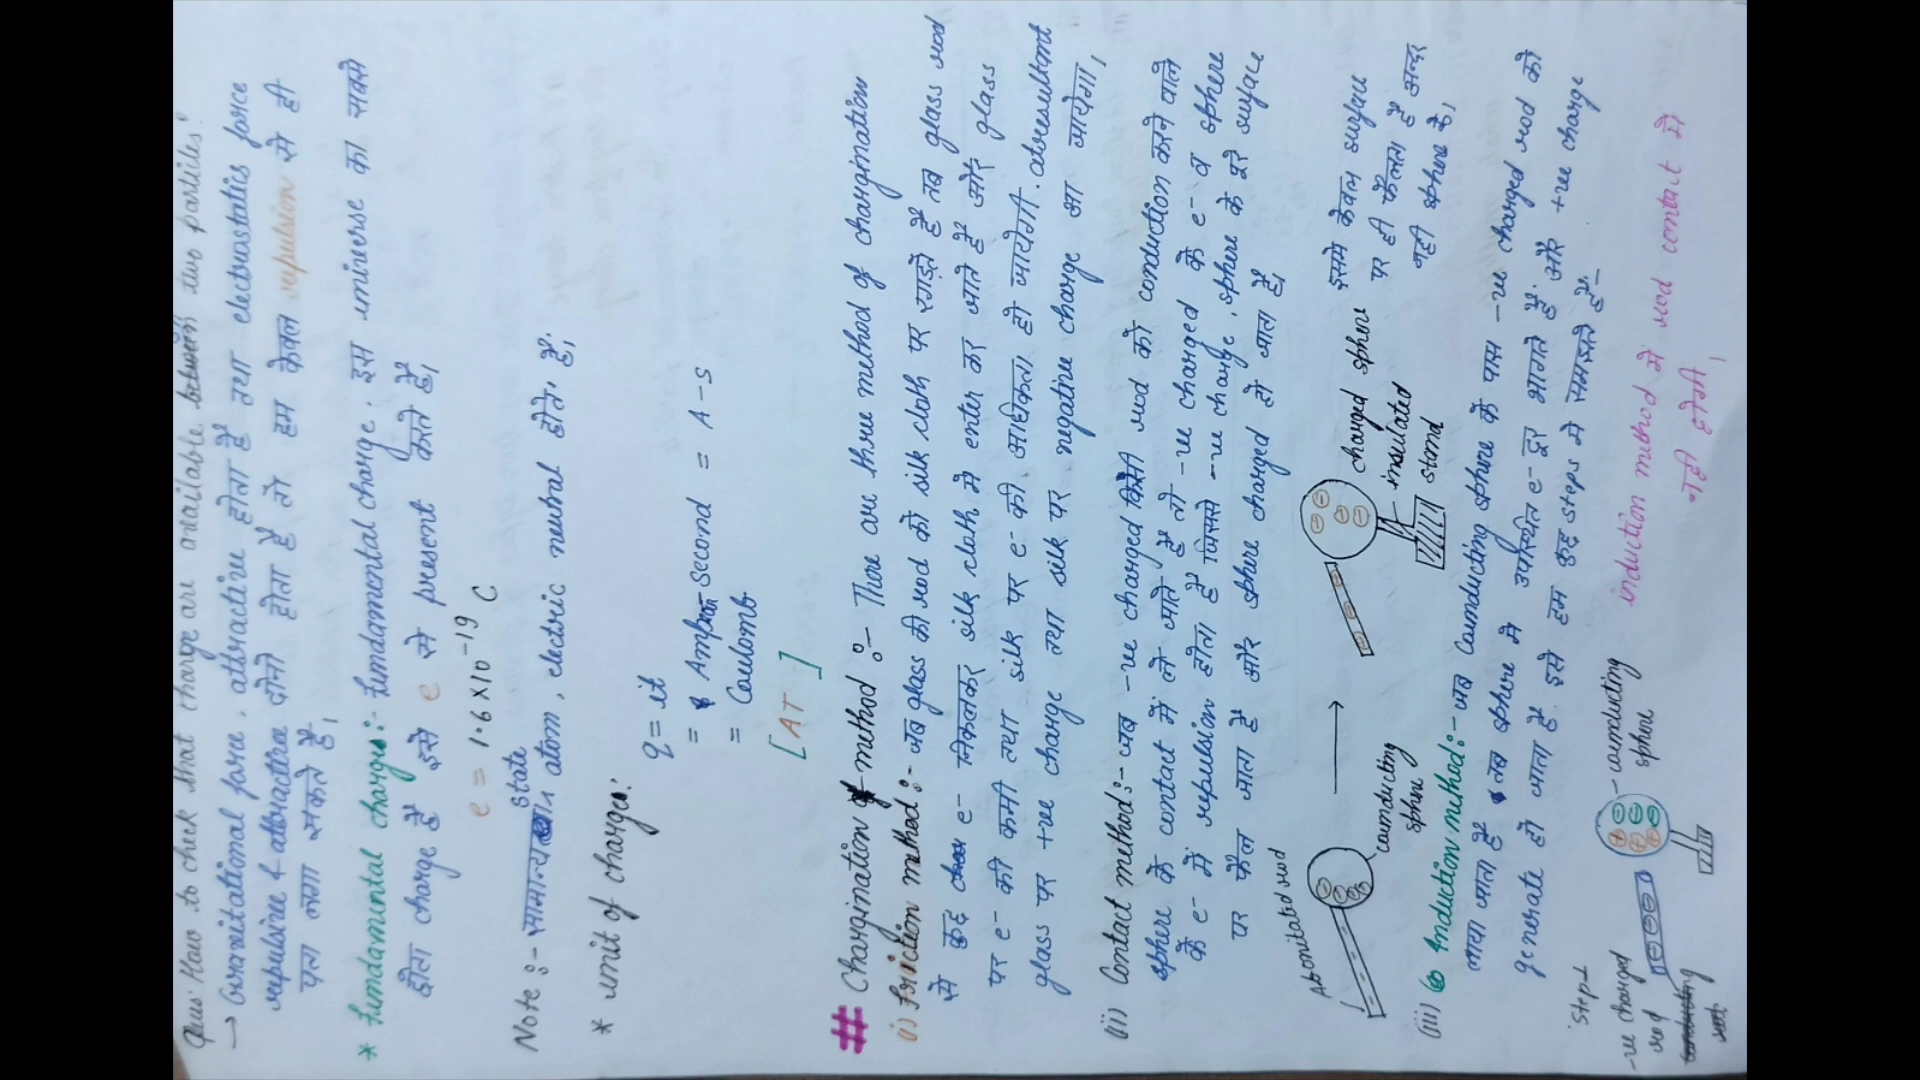 Ques: How to check that charge are available between two particles?
→ Gravitational force, attractive होता है तथा electrostatics force
repulsive & attractive दोनो होता है तो हम केवल repulsion से ही
पता लगा सकते है,
* Fundamental charge:- Fundamental charge, इस universe का सबसे
छोटा charge है इसे e से present करते है,
e = 1.6 × 10⁻¹⁹ C
Note:- सामान्य state atom, electric neutral होते है,
* unit of charge:
q = it
= Ampere-second = A-s
= Coulomb
[AT]
# Chargination of method :- There are three method of chargination
(i) Friction method:- जब glass की rod को silk cloth पर रगड़ते है तब glass rod
से कुछ e⁻ निकलकर silk cloth मे enter कर जाते है और glass
पर e⁻ की कमी तथा silk पर e⁻ की अधिकता हो जायेगी.
glass पर +ve charge तथा silk पर negative charge आ जायेगा,
(ii) Contact method:- जब -ve charged rod को conduction करने वाले
sphere के contact में ले जाते है तो -ve charged के e⁻ व sphere
के e⁻ में repulsion होता है जिससे -ve charge, sphere के पूरे surface
पर फैल जाता है और sphere charged हो जाता है,
Abonitated rod
conducting
sphere
→
charged sphere
insulated
stand
इसमे केवल surface
पर ही फैलता है अन्दर
नही sphere के,
(iii) Induction method:- जब Counducting sphere के पास -ve charged rod को
लाया जाता है तब sphere मे उपस्थित e⁻ दूर भागते है और +ve charge
generate हो जाता है. इसे हम कुछ steps मे समझते है-
Step-1
-ve charged
rod
- counducting
sphere
induction method में rod contact मे
नही होगी,